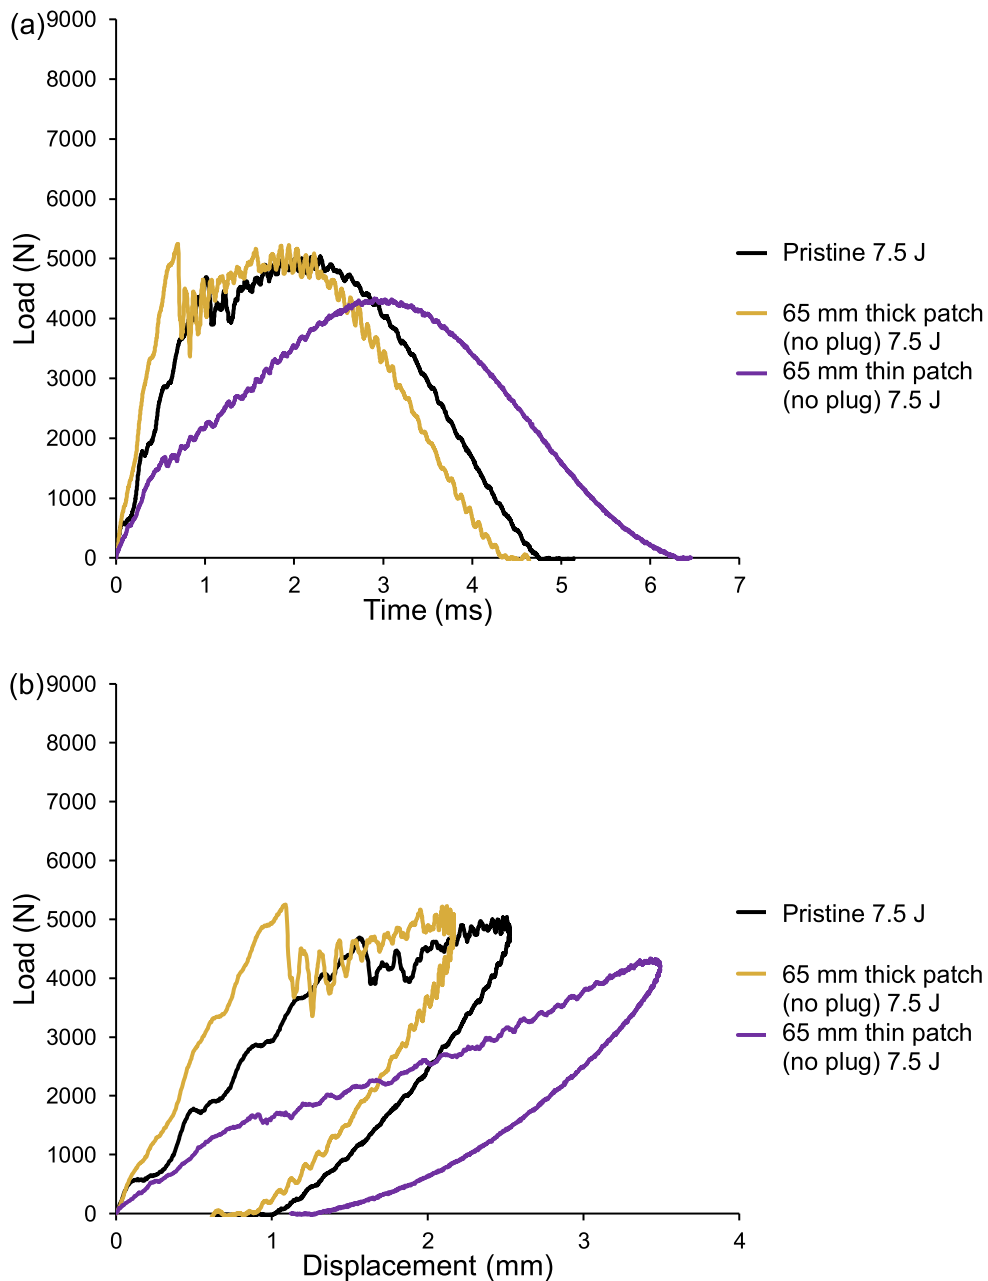 (a)
9000
8000
7000
6000
5000
4000
3000
2000
1000
0
Load (N)
0 1 2 3 4 5 6 7
Time (ms)
Pristine 7.5 J
65 mm thick patch
(no plug) 7.5 J
65 mm thin patch
(no plug) 7.5 J
(b)
9000
8000
7000
6000
5000
4000
3000
2000
1000
0
Load (N)
0 1 2 3 4
Displacement (mm)
Pristine 7.5 J
65 mm thick patch
(no plug) 7.5 J
65 mm thin patch
(no plug) 7.5 J